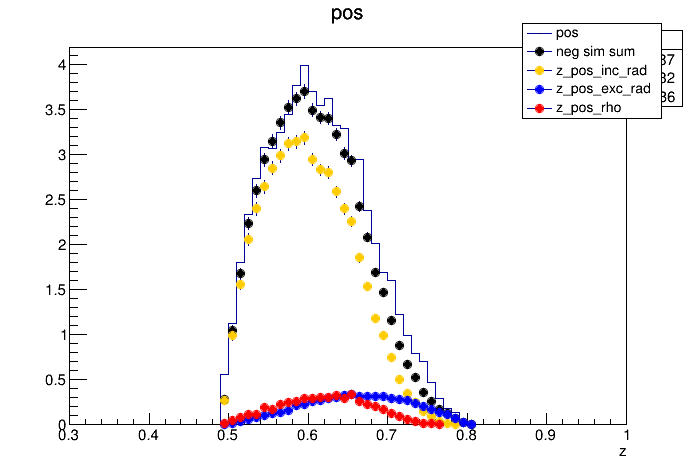 pos
pos
neg sim sum
z_pos_inc_rad
z_pos_exc_rad
z_pos_rho
37
32
36
4
3.5
3
2.5
2
1.5
1
0.5
0
0.3
0.4
0.5
0.6
0.7
0.8
0.9
1
z